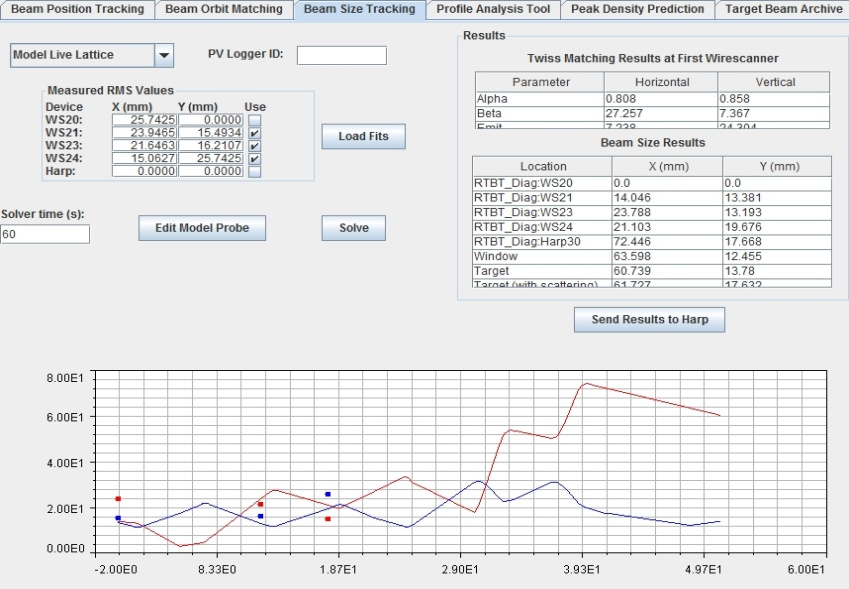 Beam Position Tracking Beam Orbit Matching Beam Size Tracking Profile Analysis Tool Peak Density Prediction Target Beam Archive
Model Live Lattice
PV Logger ID:
Measured RMS Values
Device X (mm) Y (mm) Use
WS20: 25.7425 0.0000
WS21: 23.9465 15.4934
WS23: 21.6463 16.2107
WS24: 15.0627 25.7425
Harp: 0.0000 0.0000
Load Fits
Solver time (s):
60
Edit Model Probe
Solve
Results
Twiss Matching Results at First Wirescanner
Parameter Horizontal Vertical
Alpha 0.808 0.858
Beta 27.257 7.367
Emit 7.238 24.304
Beam Size Results
Location X (mm) Y (mm)
RTBT_Diag:WS20 0.0 0.0
RTBT_Diag:WS21 14.046 13.381
RTBT_Diag:WS23 23.788 13.193
RTBT_Diag:WS24 21.103 19.676
RTBT_Diag:Harp30 72.446 17.668
Window 63.598 12.455
Target 60.739 13.78
Target (with scattering) 61.727 17.632
Send Results to Harp
8.00E1
6.00E1
4.00E1
2.00E1
0.00E0
-2.00E0 8.33E0 1.87E1 2.90E1 3.93E1 4.97E1 6.00E1